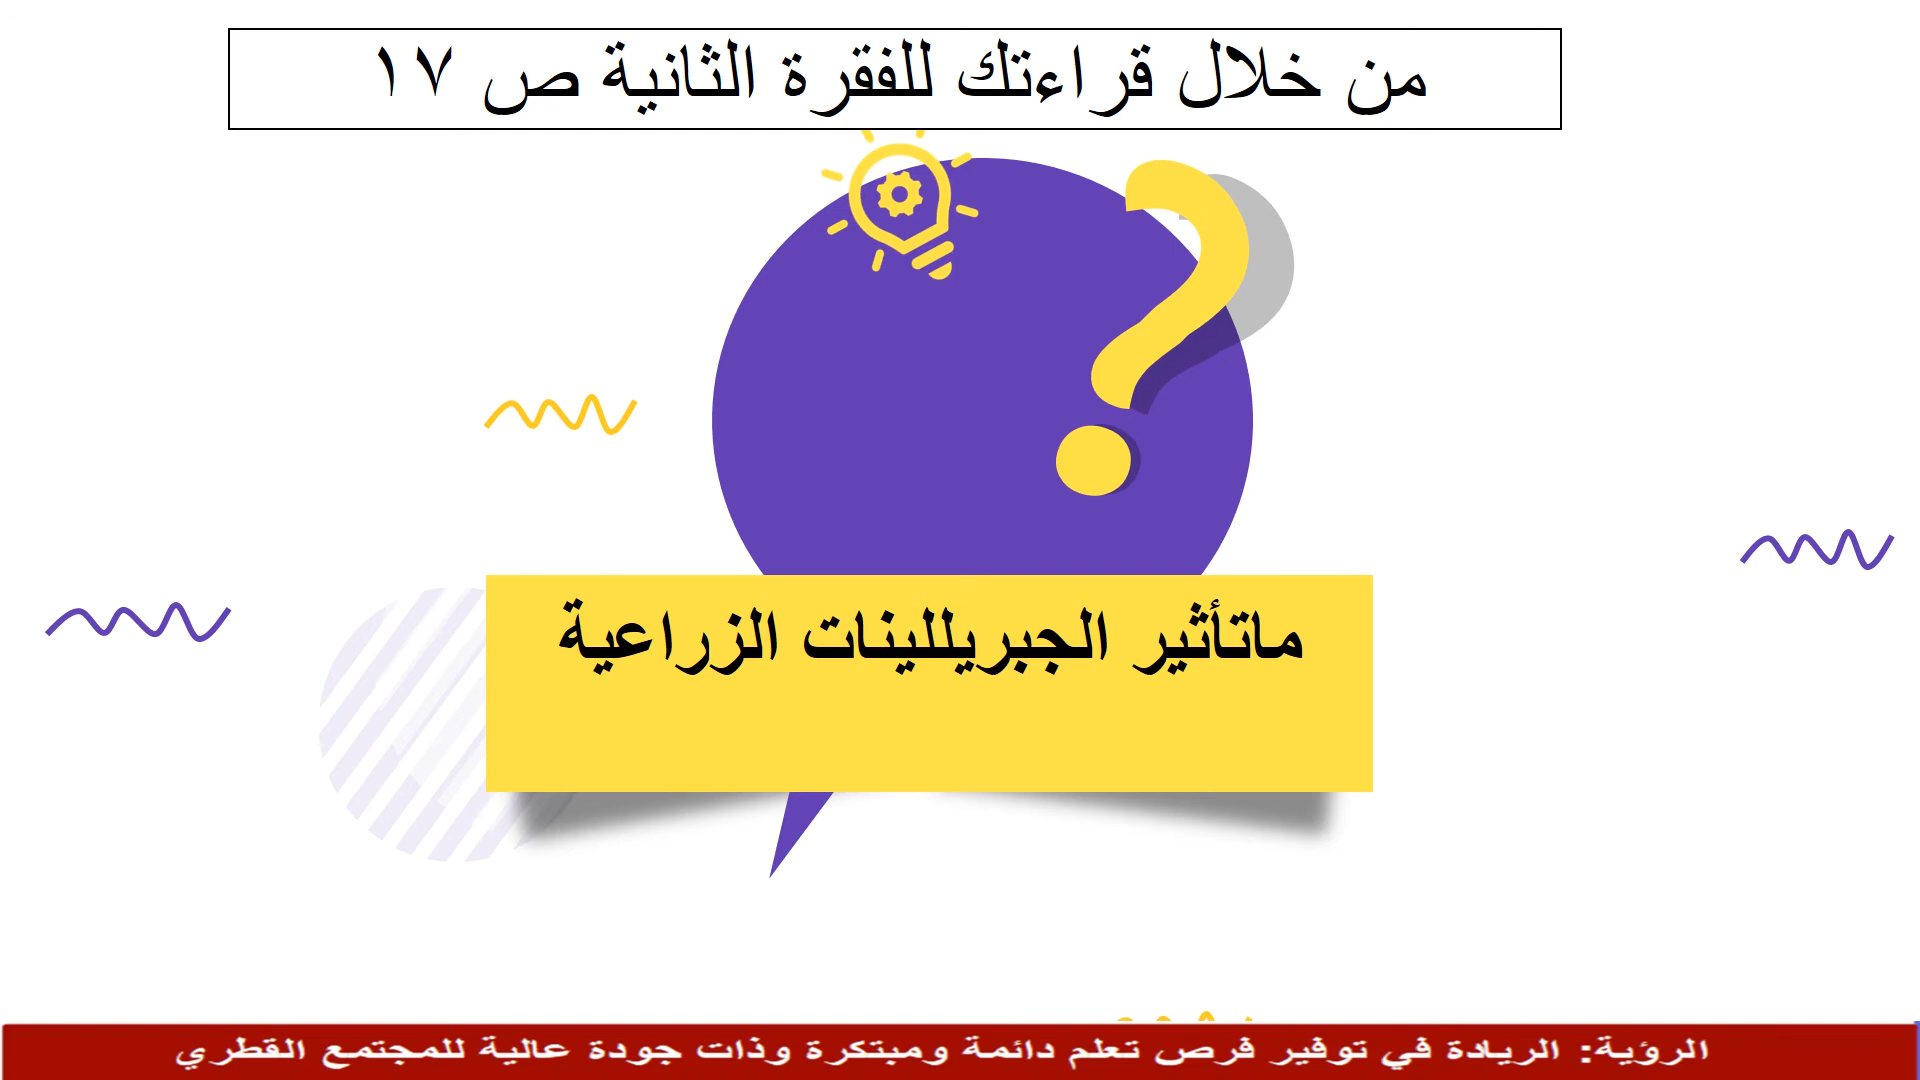 من خلال قراءتك للفقرة الثانية ص ١٧
ماتأثير الجبريللينات الزراعية
الرؤية: الريادة في توفير فرص تعلم دائمة ومبتكرة وذات جودة عالية للمجتمع القطري